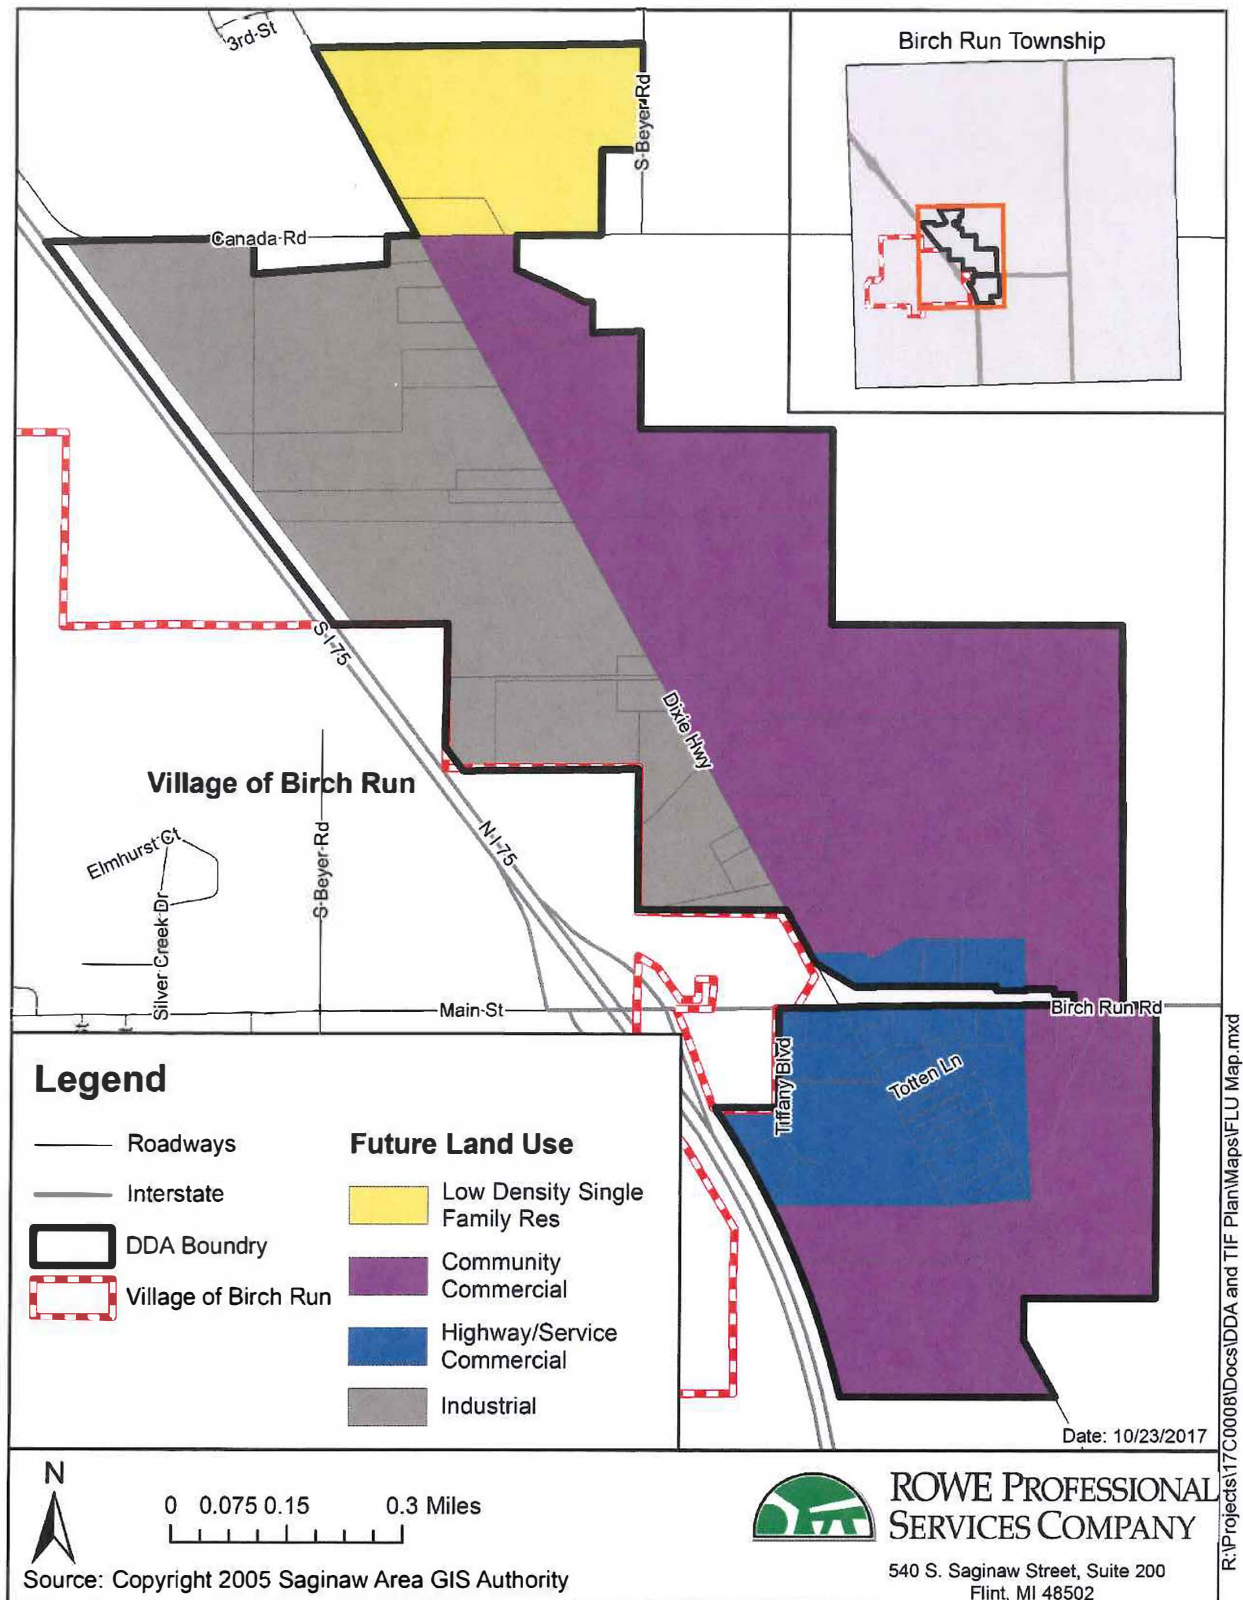 3rd-St
Birch Run Township
S-Beyer-Rd
Canada-Rd
S-I-75
Dixie Hwy
Village of Birch Run
Elmhurst Ct
Silver Creek Dr
S-Beyer-Rd
N-I-75
Main-St
Birch Run Rd
Tiffany Blvd
Totten Ln
Legend
Roadways
Interstate
DDA Boundry
Village of Birch Run
Future Land Use
Low Density Single
Family Res
Community
Commercial
Highway/Service
Commercial
Industrial
Date: 10/23/2017
R:\Projects\17C0008\Docs\DDA and TIF Plan\Maps\FLU Map.mxd
N
0 0.075 0.15 0.3 Miles
Source: Copyright 2005 Saginaw Area GIS Authority
ROWE PROFESSIONAL
SERVICES COMPANY
540 S. Saginaw Street, Suite 200
Flint, MI 48502